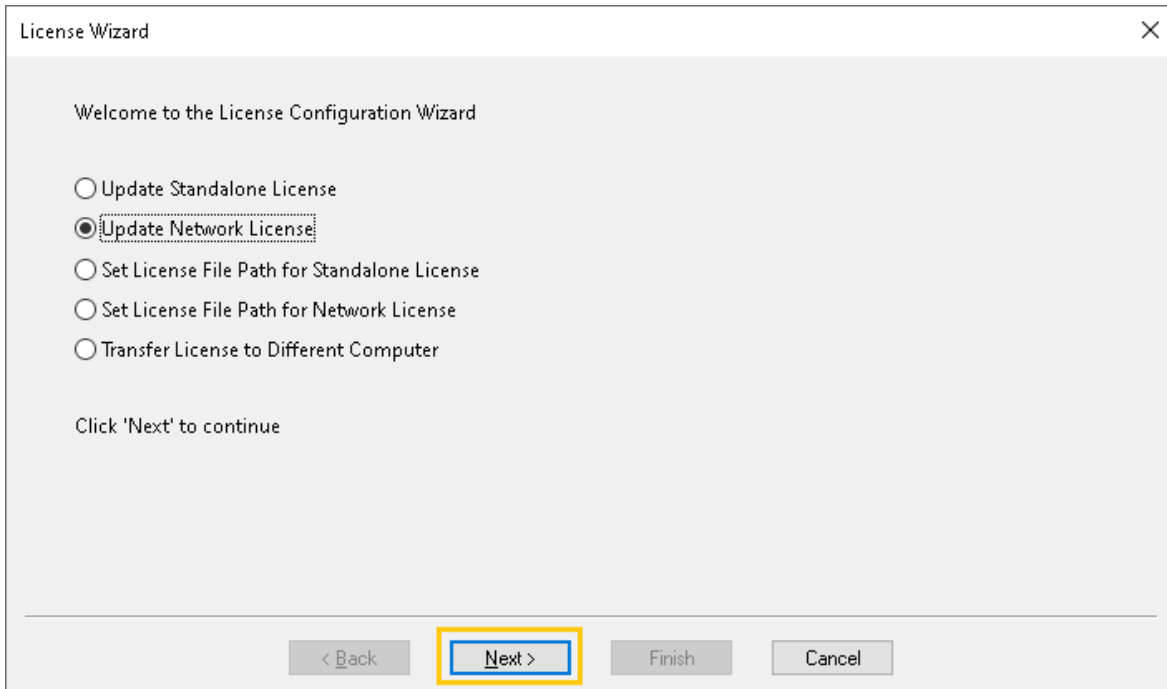 License Wizard
Welcome to the License Configuration Wizard
Update Standalone License
Update Network License
Set License File Path for Standalone License
Set License File Path for Network License
Transfer License to Different Computer
Click 'Next' to continue
< Back Next > Finish Cancel